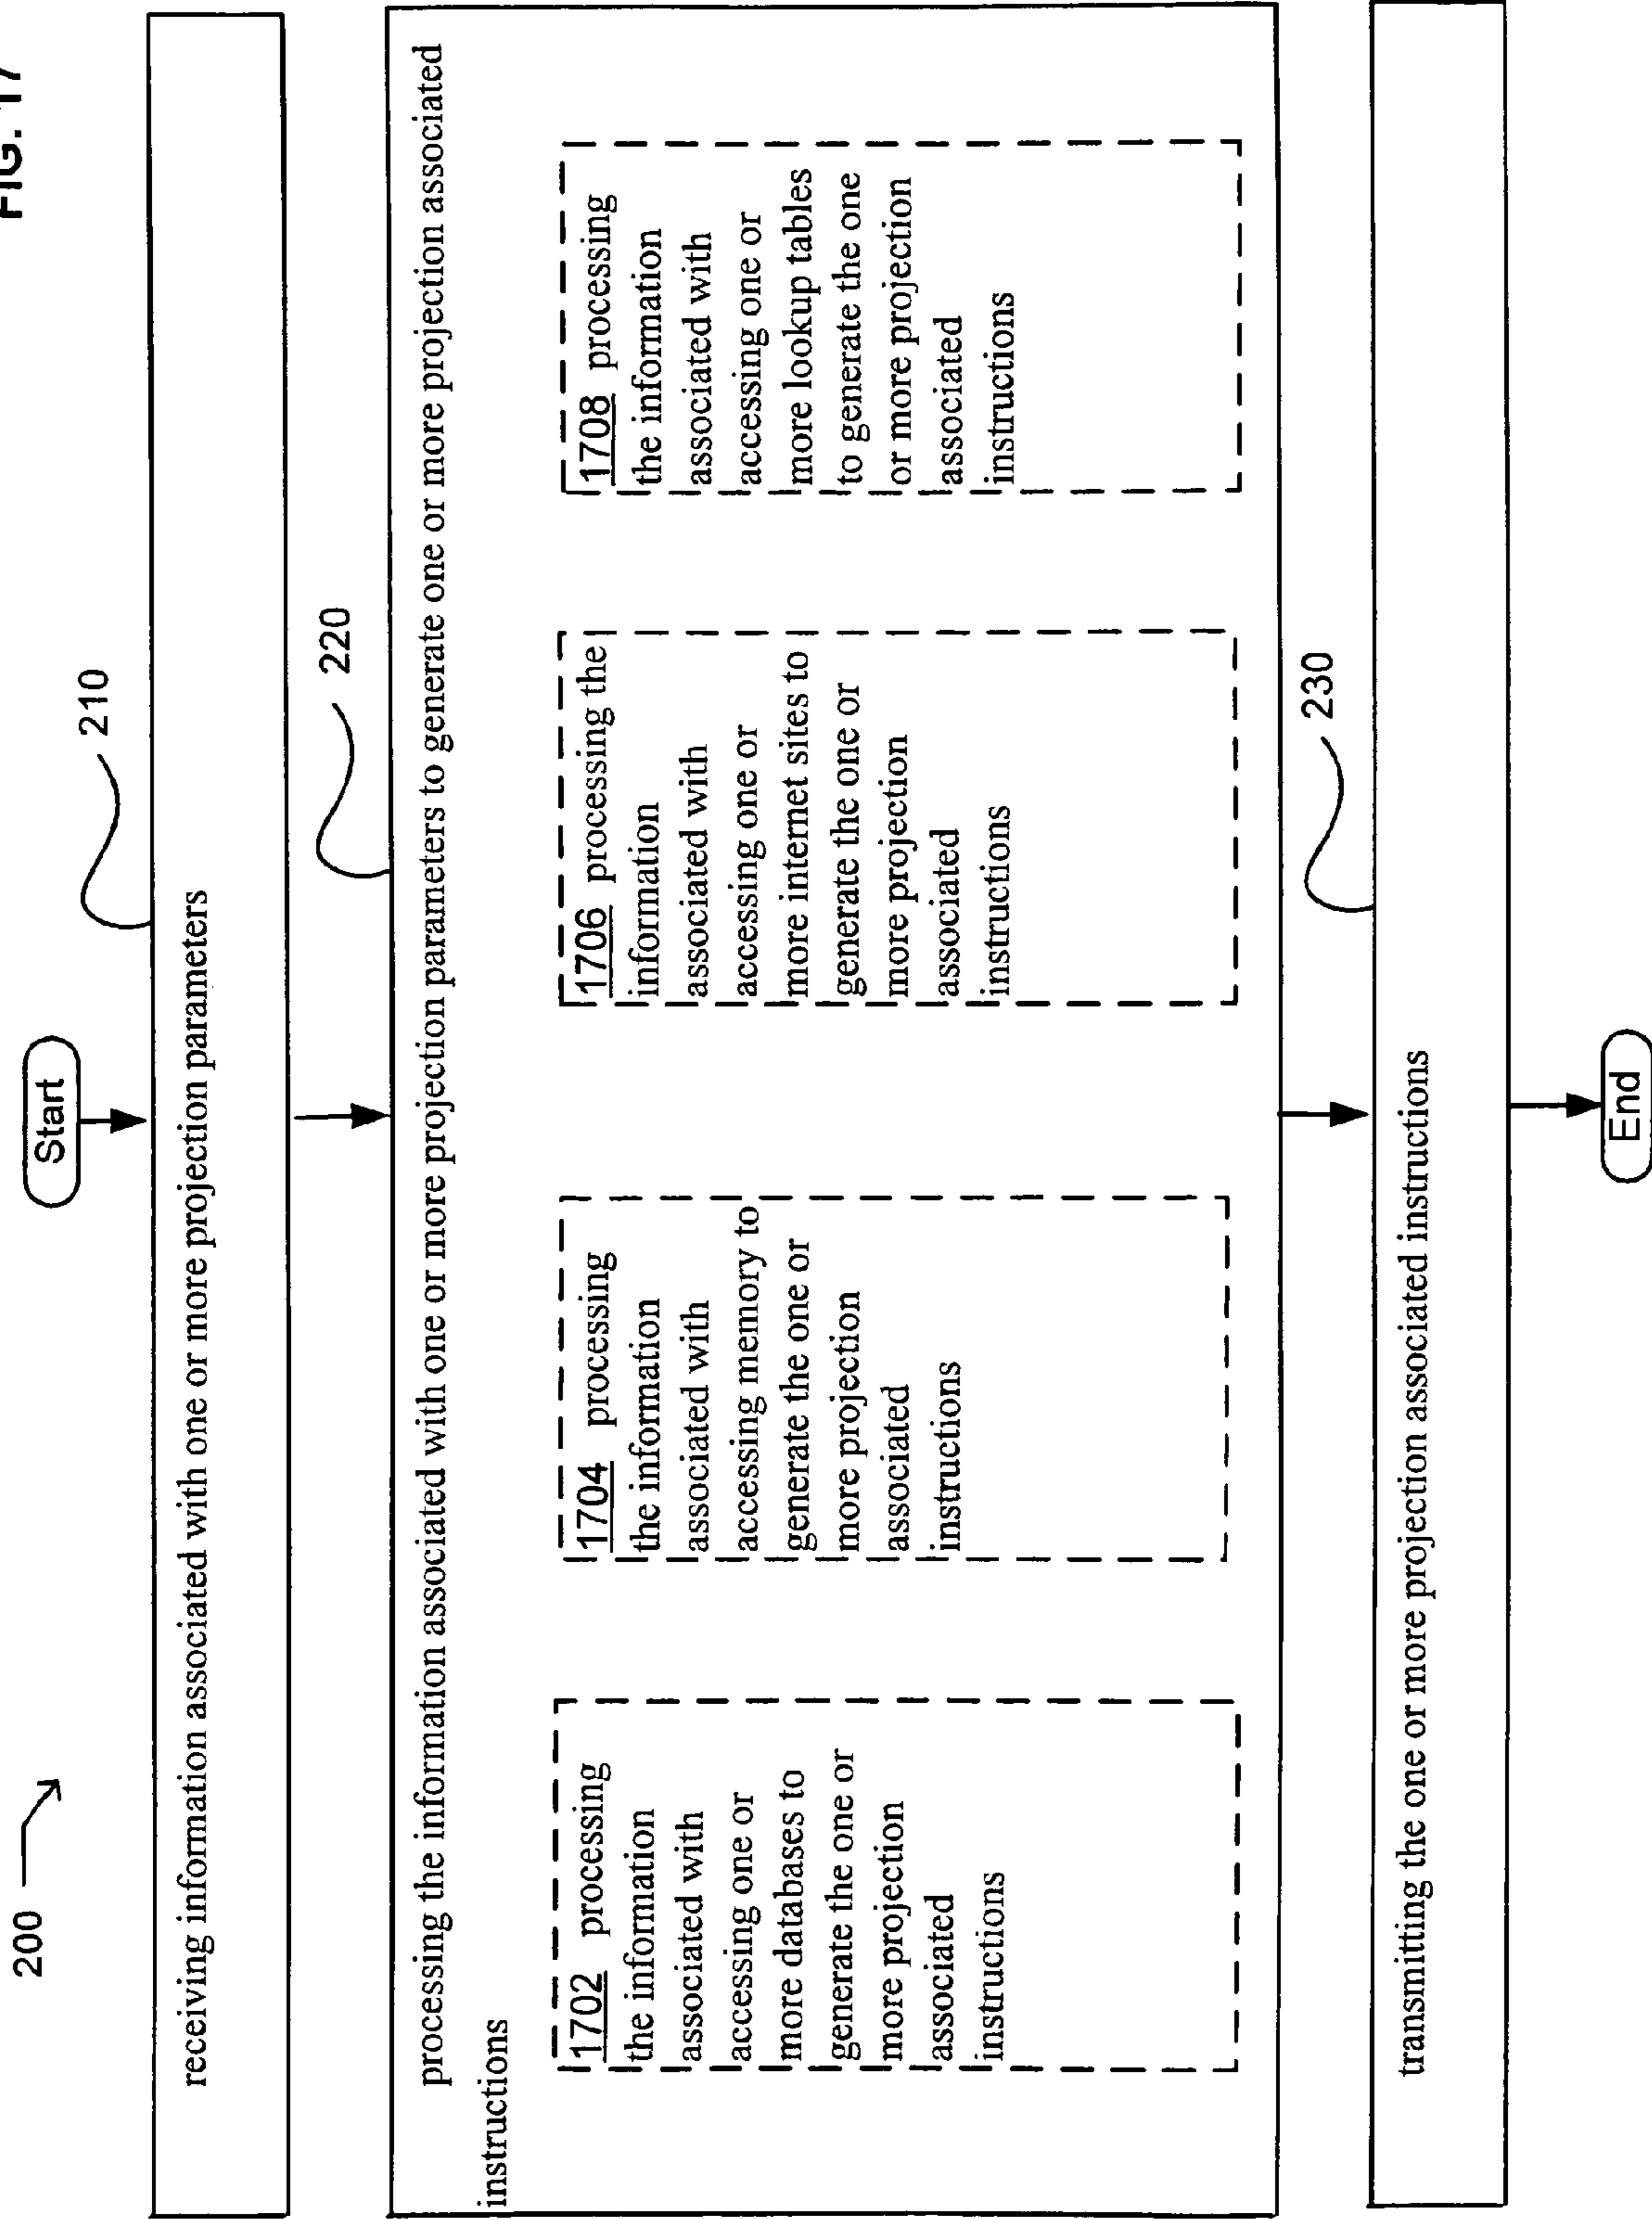 FIG. 17
200
Start
210
receiving information associated with one or more projection parameters
220
processing the information associated with one or more projection parameters to generate one or more projection associated
instructions
1702 processing
the information
associated with
accessing one or
more databases to
generate the one or
more projection
associated
instructions
1704 processing
the information
associated with
accessing memory to
generate the one or
more projection
associated
instructions
1706 processing the
information
associated with
accessing one or
more internet sites to
generate the one or
more projection
associated
instructions
1708 processing
the information
associated with
accessing one or
more lookup tables
to generate the one
or more projection
associated
instructions
230
transmitting the one or more projection associated instructions
End